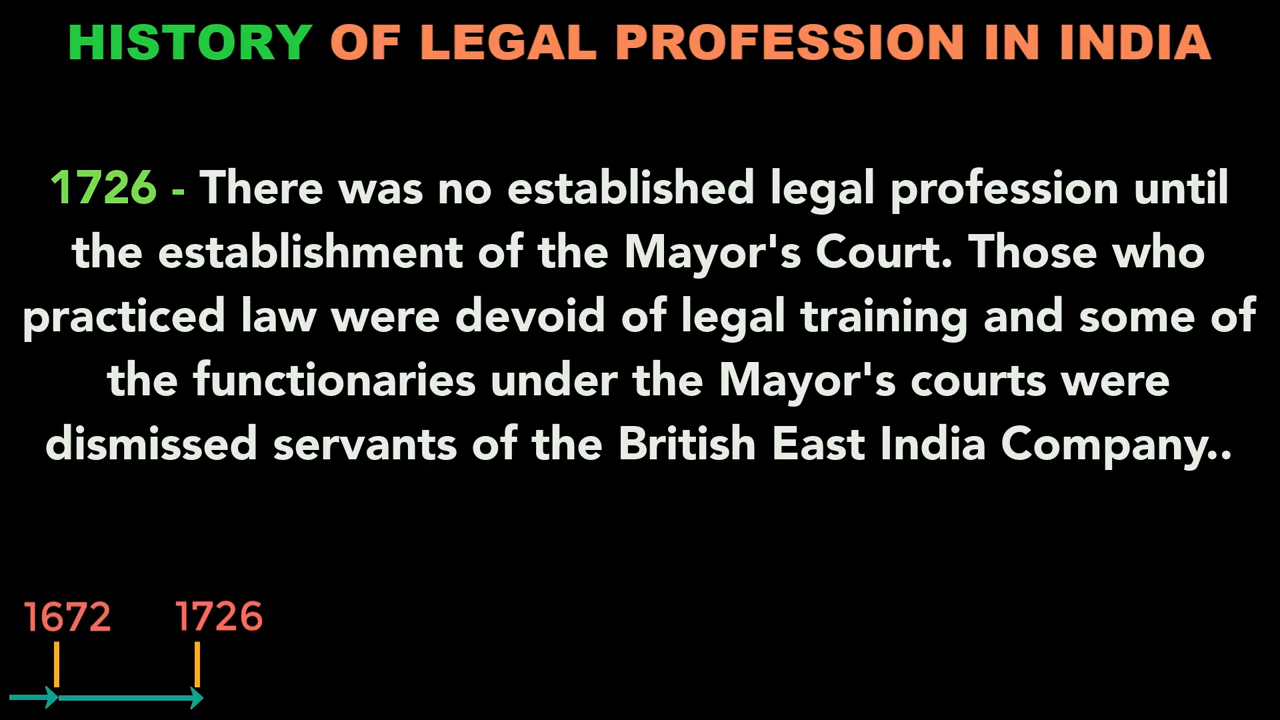 HISTORY OF LEGAL PROFESSION IN INDIA
1726 - There was no established legal profession until
the establishment of the Mayor's Court. Those who
practiced law were devoid of legal training and some of
the functionaries under the Mayor's courts were
dismissed servants of the British East India Company..
1672 1726